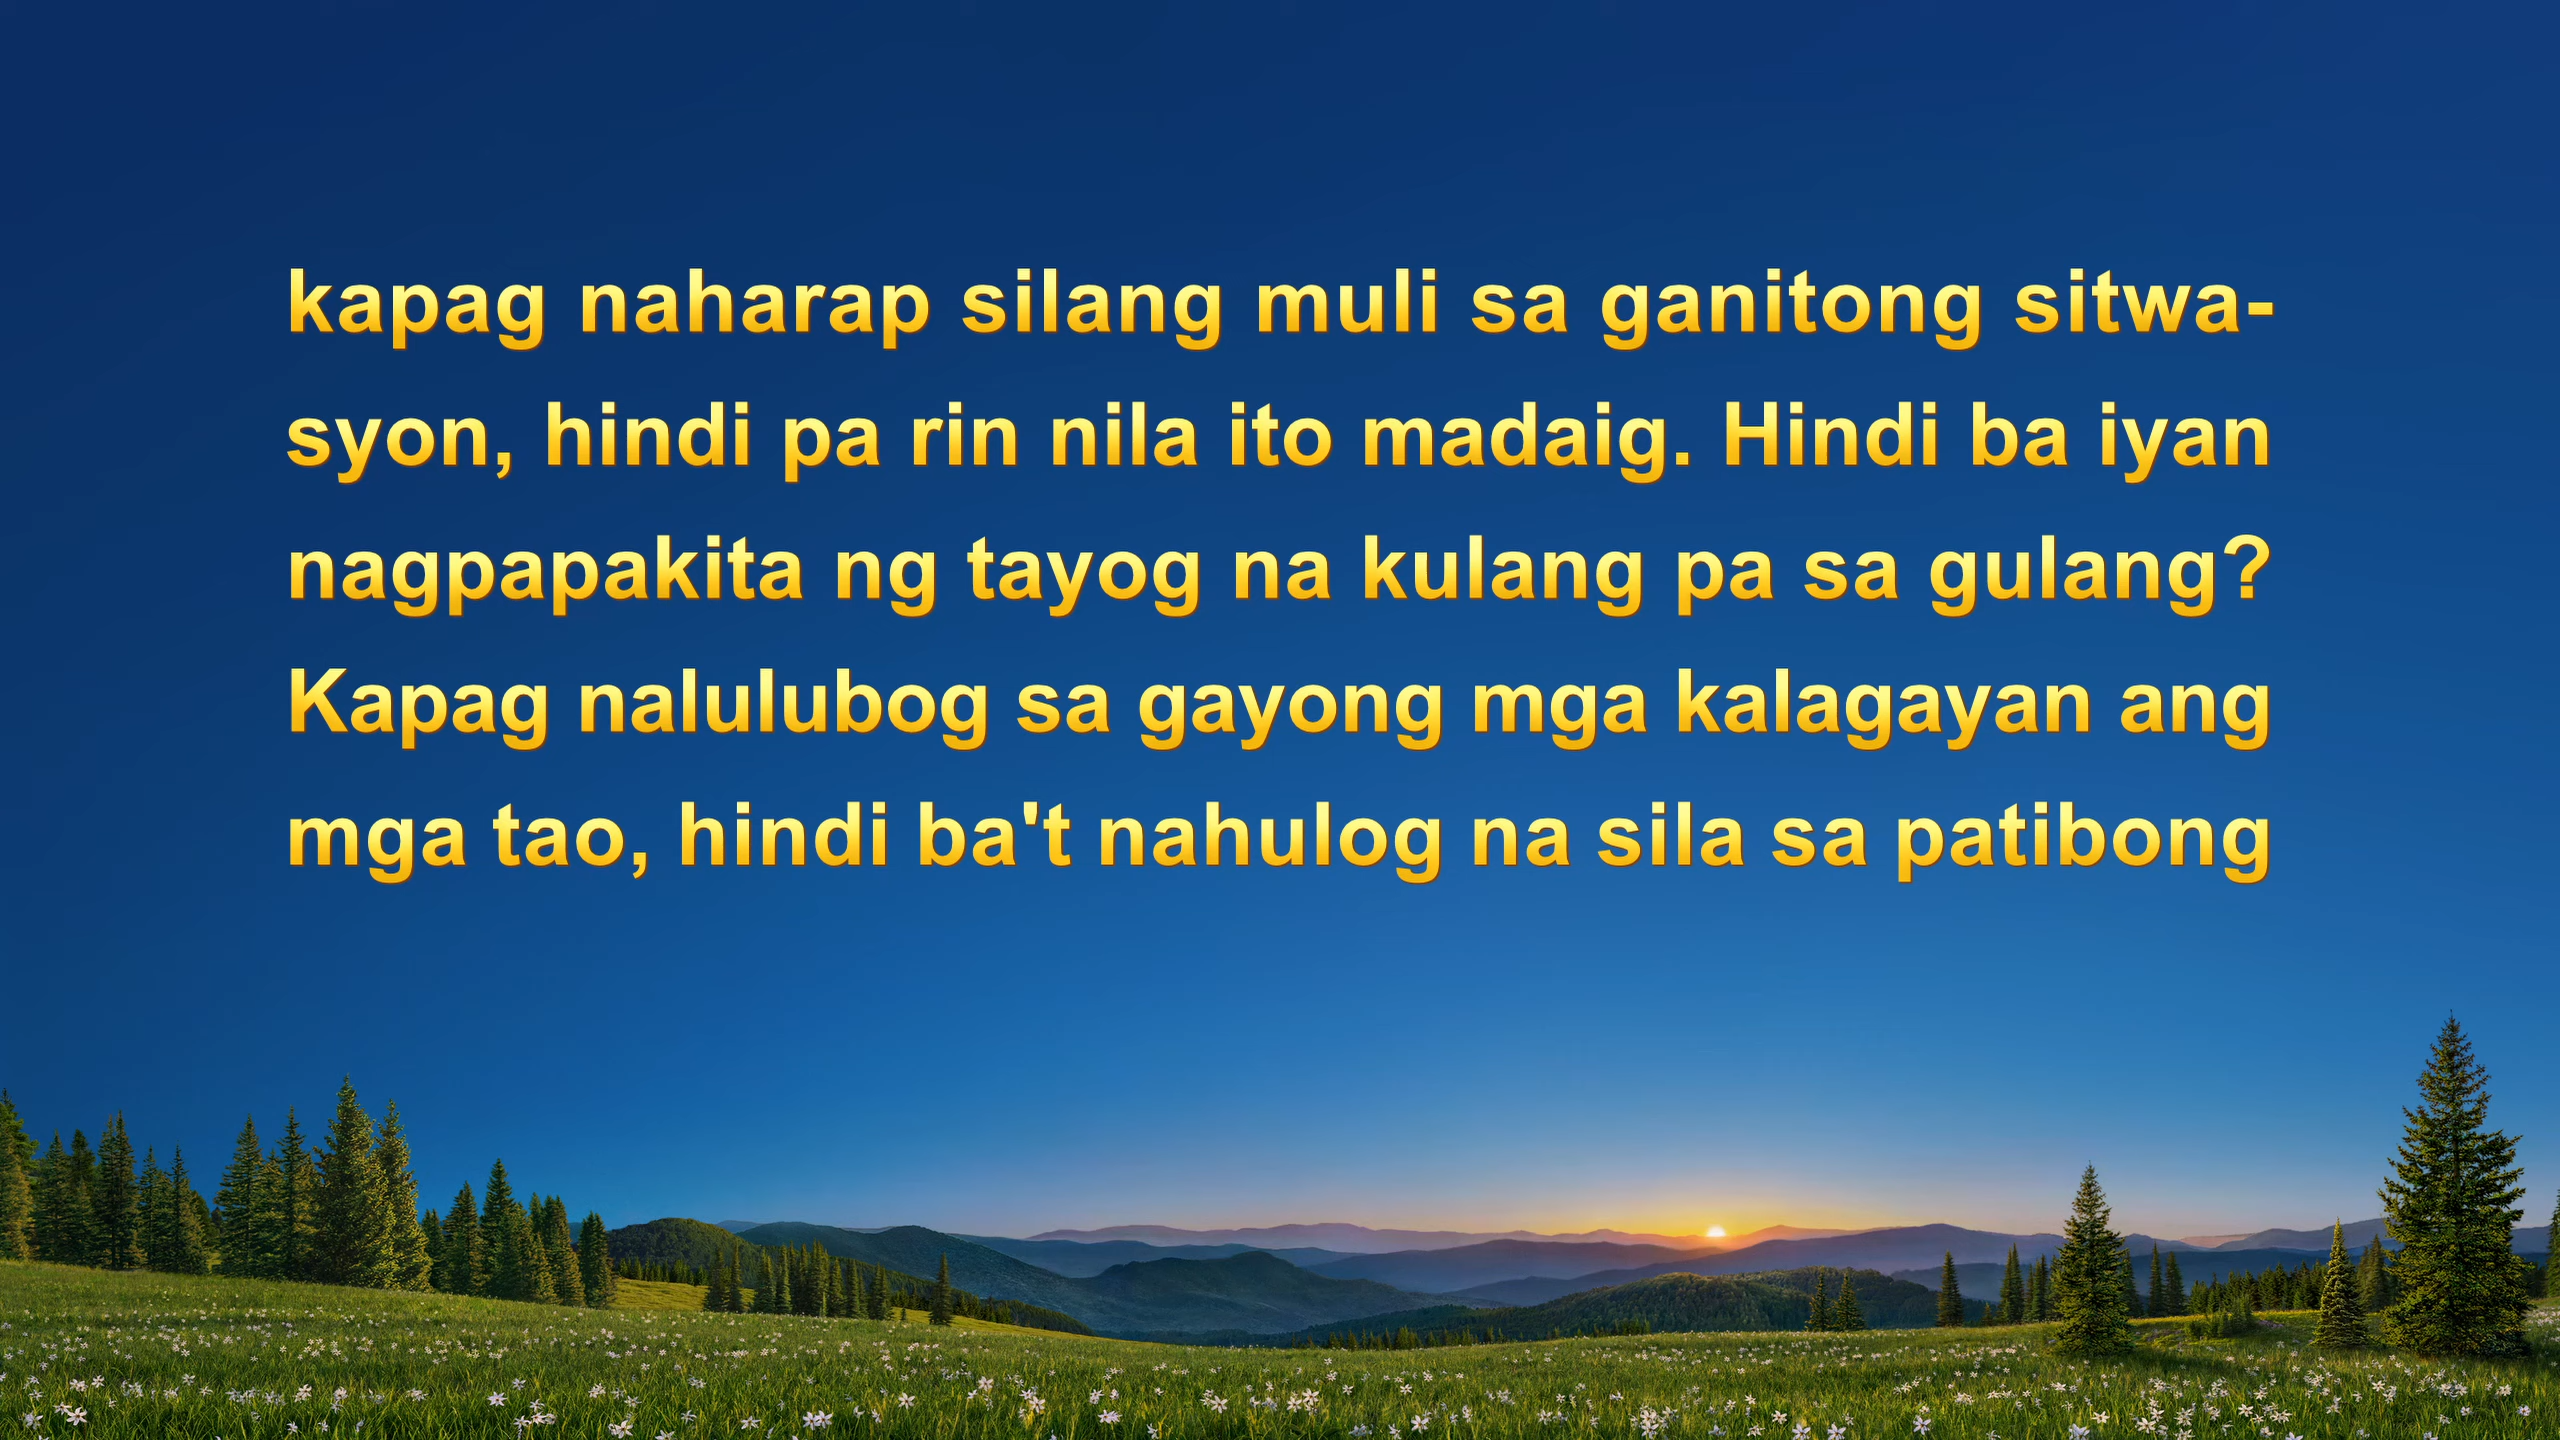 kapag naharap silang muli sa ganitong sitwa-
syon, hindi pa rin nila ito madaig. Hindi ba iyan
nagpapakita ng tayog na kulang pa sa gulang?
Kapag nalulubog sa gayong mga kalagayan ang
mga tao, hindi ba't nahulog na sila sa patibong